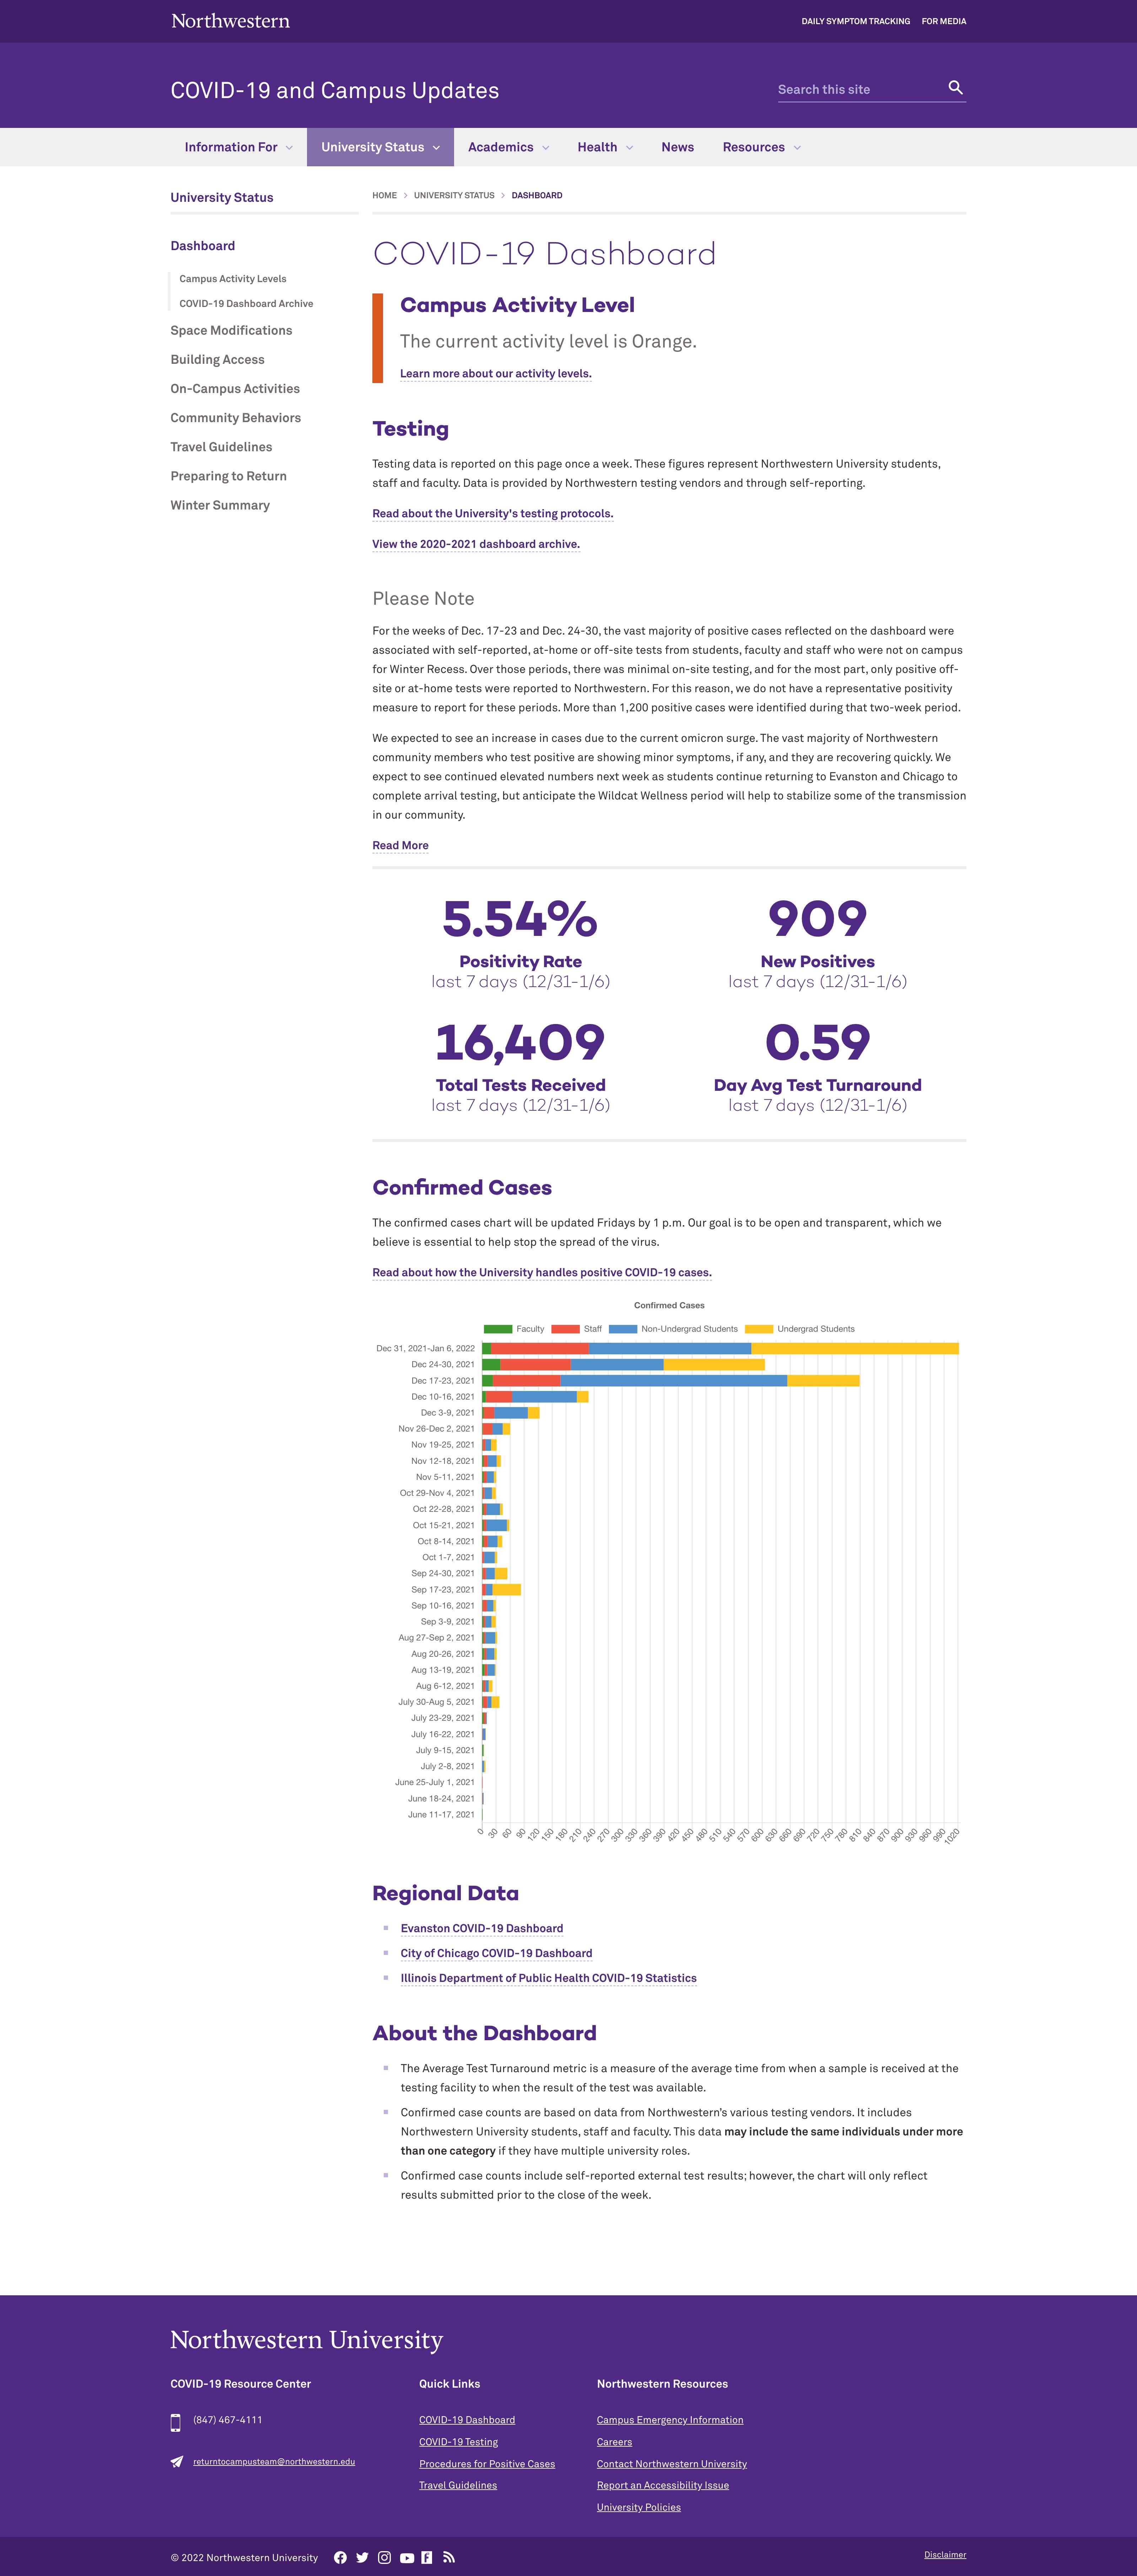 Northwestern
DAILY SYMPTOM TRACKING
FOR MEDIA
COVID-19 and Campus Updates
Search this site
Information For
University Status
Academics
Health
News
Resources
University Status
Dashboard
Campus Activity Levels
COVID-19 Dashboard Archive
Space Modifications
Building Access
On-Campus Activities
Community Behaviors
Travel Guidelines
Preparing to Return
Winter Summary
HOME > UNIVERSITY STATUS > DASHBOARD
COVID-19 Dashboard
Campus Activity Level
The current activity level is Orange.
Learn more about our activity levels.
Testing
Testing data is reported on this page once a week. These figures represent Northwestern University students,
staff and faculty. Data is provided by Northwestern testing vendors and through self-reporting.
Read about the University's testing protocols.
View the 2020-2021 dashboard archive.
Please Note
For the weeks of Dec. 17-23 and Dec. 24-30, the vast majority of positive cases reflected on the dashboard were
associated with self-reported, at-home or off-site tests from students, faculty and staff who were not on campus
for Winter Recess. Over those periods, there was minimal on-site testing, and for the most part, only positive off-
site or at-home tests were reported to Northwestern. For this reason, we do not have a representative positivity
measure to report for these periods. More than 1,200 positive cases were identified during that two-week period.
We expected to see an increase in cases due to the current omicron surge. The vast majority of Northwestern
community members who test positive are showing minor symptoms, if any, and they are recovering quickly. We
expect to see continued elevated numbers next week as students continue returning to Evanston and Chicago to
complete arrival testing, but anticipate the Wildcat Wellness period will help to stabilize some of the transmission
in our community.
Read More
5.54%
Positivity Rate
last 7 days (12/31-1/6)
909
New Positives
last 7 days (12/31-1/6)
16,409
Total Tests Received
last 7 days (12/31-1/6)
0.59
Day Avg Test Turnaround
last 7 days (12/31-1/6)
Confirmed Cases
The confirmed cases chart will be updated Fridays by 1 p.m. Our goal is to be open and transparent, which we
believe is essential to help stop the spread of the virus.
Read about how the University handles positive COVID-19 cases.
Confirmed Cases
Faculty Staff Non-Undergrad Students Undergrad Students
Dec 31, 2021-Jan 6, 2022
Dec 24-30, 2021
Dec 17-23, 2021
Dec 10-16, 2021
Dec 3-9, 2021
Nov 26-Dec 2, 2021
Nov 19-25, 2021
Nov 12-18, 2021
Nov 5-11, 2021
Oct 29-Nov 4, 2021
Oct 22-28, 2021
Oct 15-21, 2021
Oct 8-14, 2021
Oct 1-7, 2021
Sep 24-30, 2021
Sep 17-23, 2021
Sep 10-16, 2021
Sep 3-9, 2021
Aug 27-Sep 2, 2021
Aug 20-26, 2021
Aug 13-19, 2021
Aug 6-12, 2021
July 30-Aug 5, 2021
July 23-29, 2021
July 16-22, 2021
July 9-15, 2021
July 2-8, 2021
June 25-July 1, 2021
June 18-24, 2021
June 11-17, 2021
0 30 60 90 120 150 180 210 240 270 300 330 360 390 420 450 480 510 540 570 600 630 660 690 720 750 780 810 840 870 900 930 960 990 1020
Regional Data
Evanston COVID-19 Dashboard
City of Chicago COVID-19 Dashboard
Illinois Department of Public Health COVID-19 Statistics
About the Dashboard
The Average Test Turnaround metric is a measure of the average time from when a sample is received at the
testing facility to when the result of the test was available.
Confirmed case counts are based on data from Northwestern’s various testing vendors. It includes
Northwestern University students, staff and faculty. This data may include the same individuals under more
than one category if they have multiple university roles.
Confirmed case counts include self-reported external test results; however, the chart will only reflect
results submitted prior to the close of the week.
Northwestern University
COVID-19 Resource Center
(847) 467-4111
returntocampusteam@northwestern.edu
Quick Links
COVID-19 Dashboard
COVID-19 Testing
Procedures for Positive Cases
Travel Guidelines
Northwestern Resources
Campus Emergency Information
Careers
Contact Northwestern University
Report an Accessibility Issue
University Policies
© 2022 Northwestern University
Disclaimer